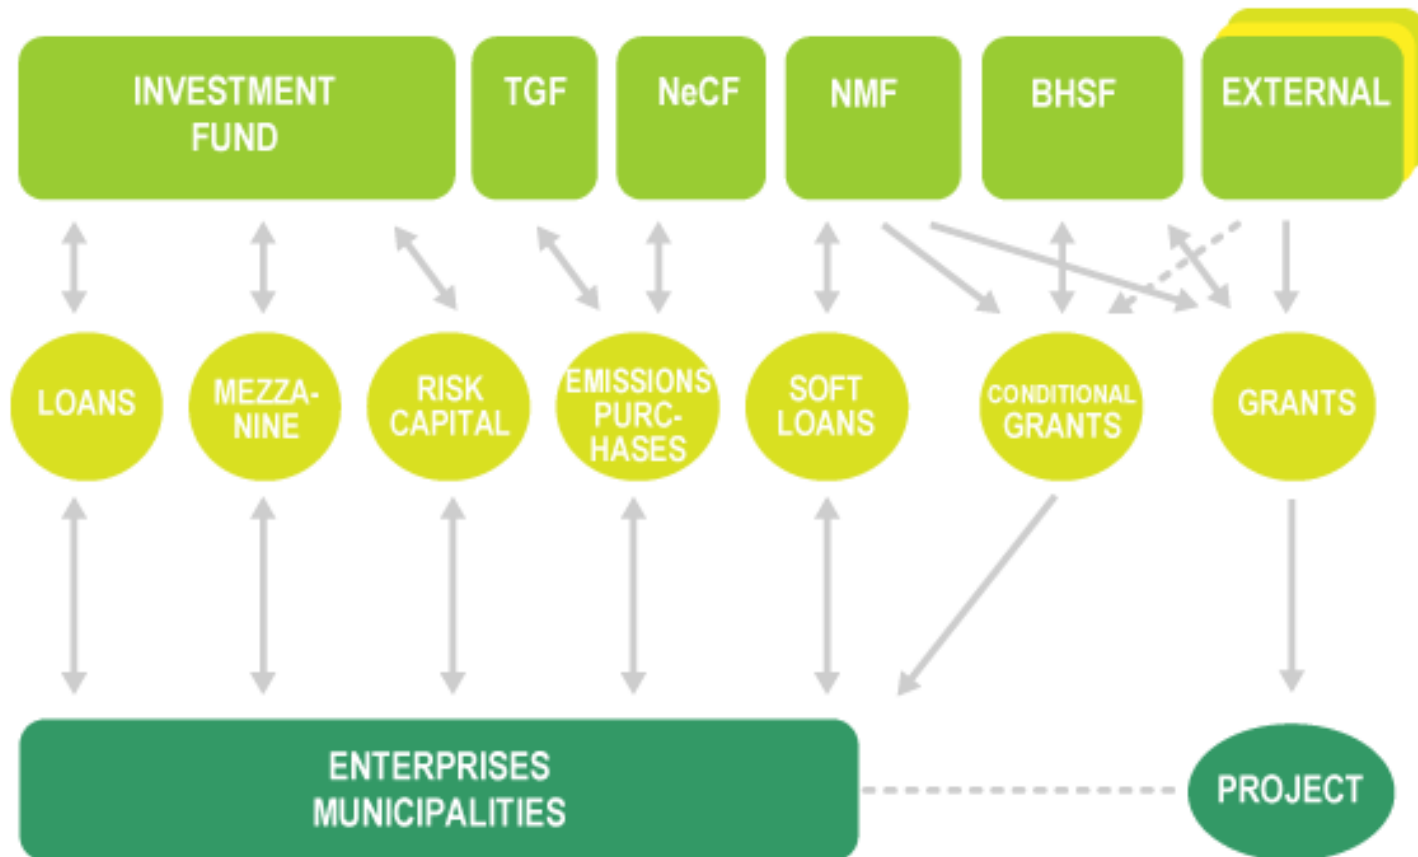 INVESTMENT
FUND
TGF
NeCF
NMF
BHSF
EXTERNAL
LOANS
MEZZA-
NINE
RISK
CAPITAL
EMISSIONS
PURC-
HASES
SOFT
LOANS
CONDITIONAL
GRANTS
GRANTS
ENTERPRISES
MUNICIPALITIES
PROJECT